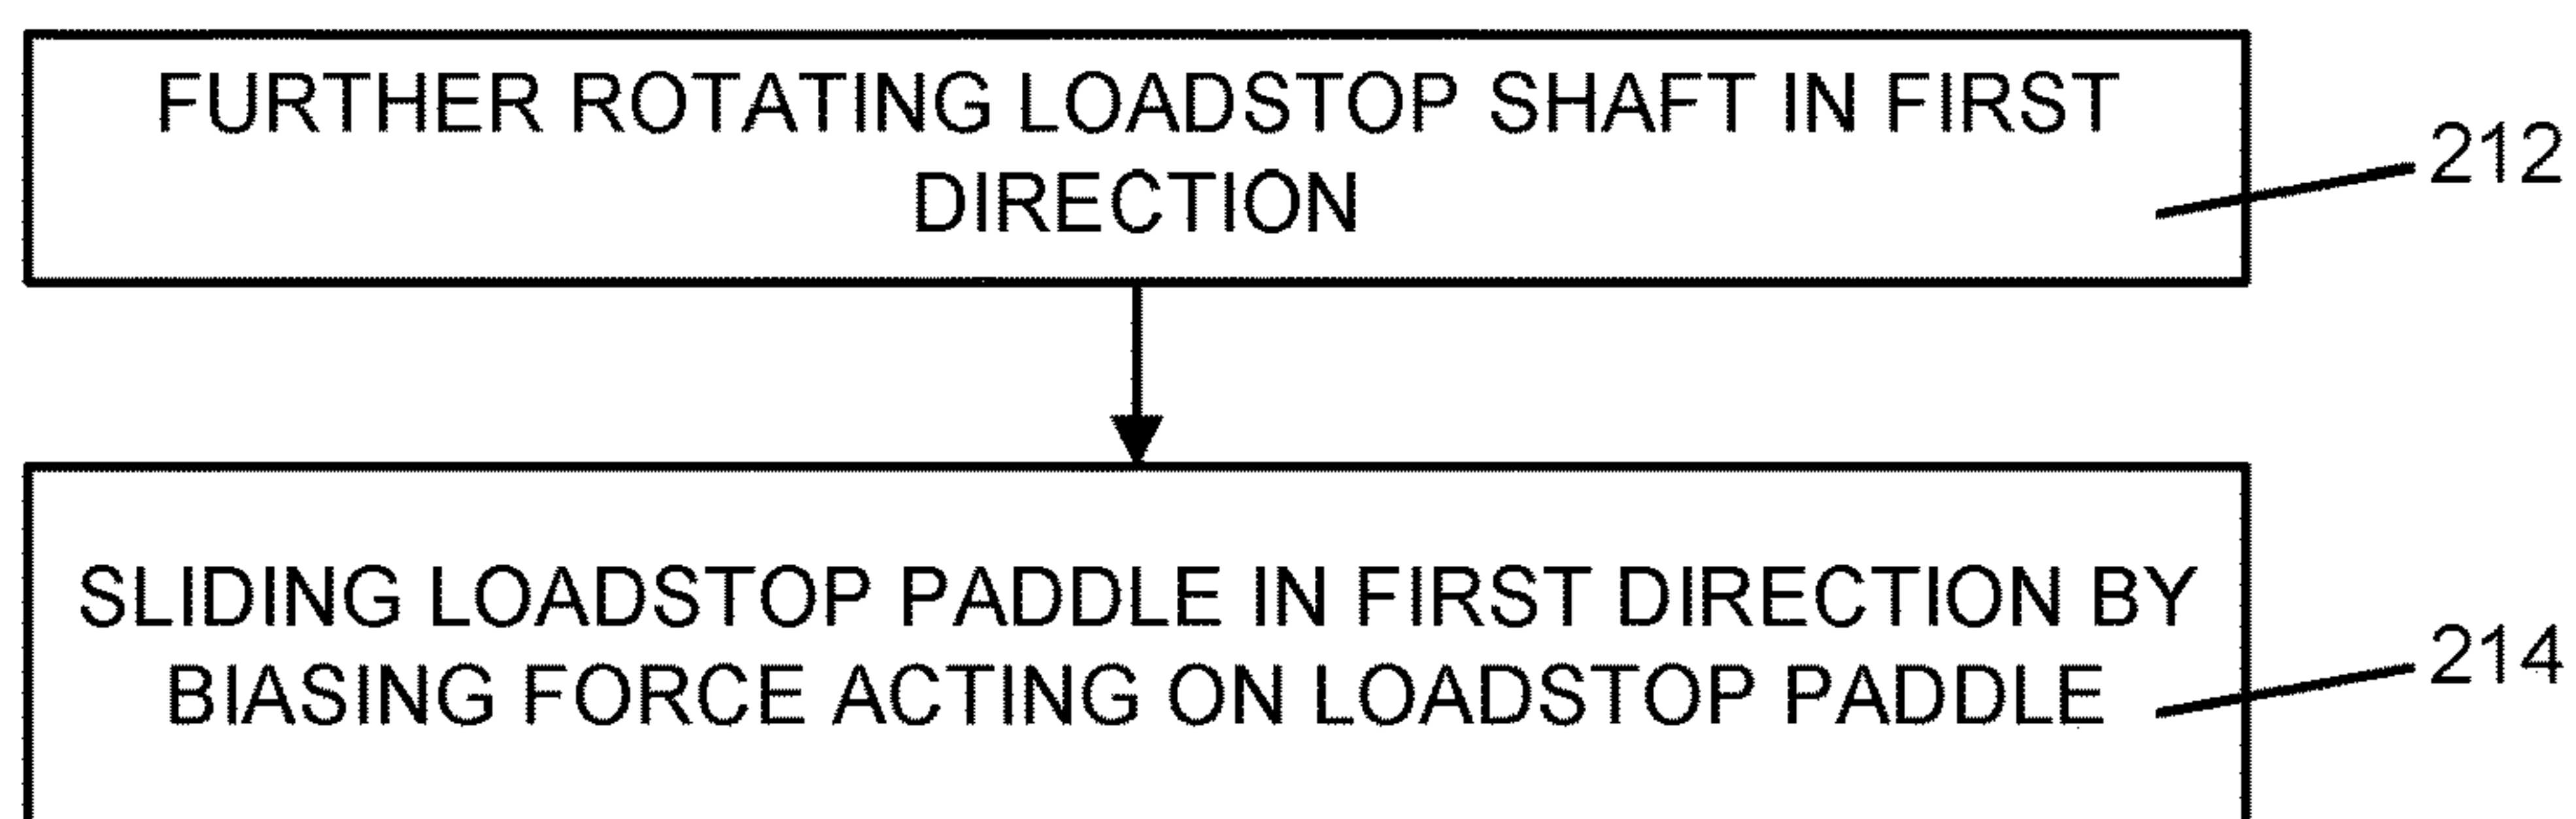 FURTHER ROTATING LOADSTOP SHAFT IN FIRST
DIRECTION
212
SLIDING LOADSTOP PADDLE IN FIRST DIRECTION BY
BIASING FORCE ACTING ON LOADSTOP PADDLE
214